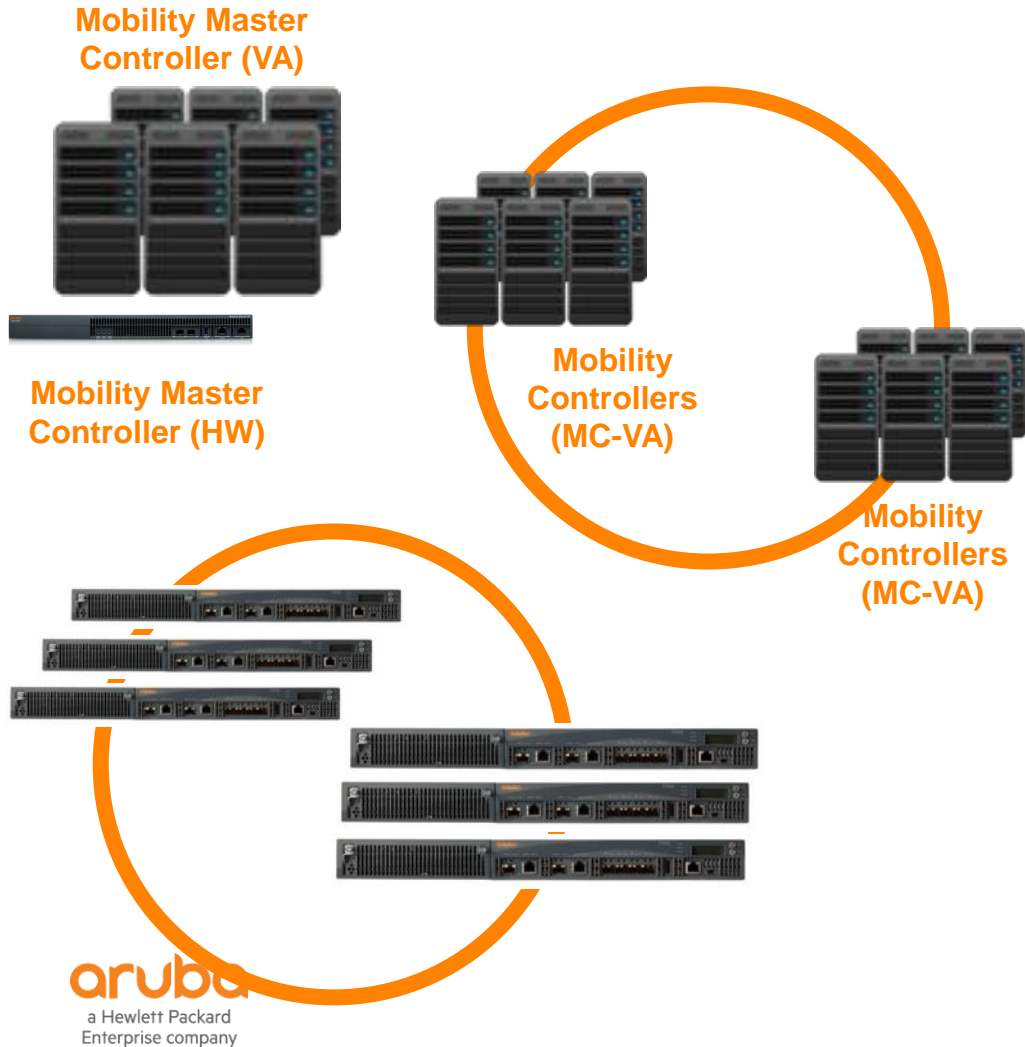 Mobility Master
Controller (VA)
Mobility Master
Controller (HW)
Mobility
Controllers
(MC-VA)
Mobility
Controllers
(MC-VA)
aruba
a Hewlett Packard
Enterprise company